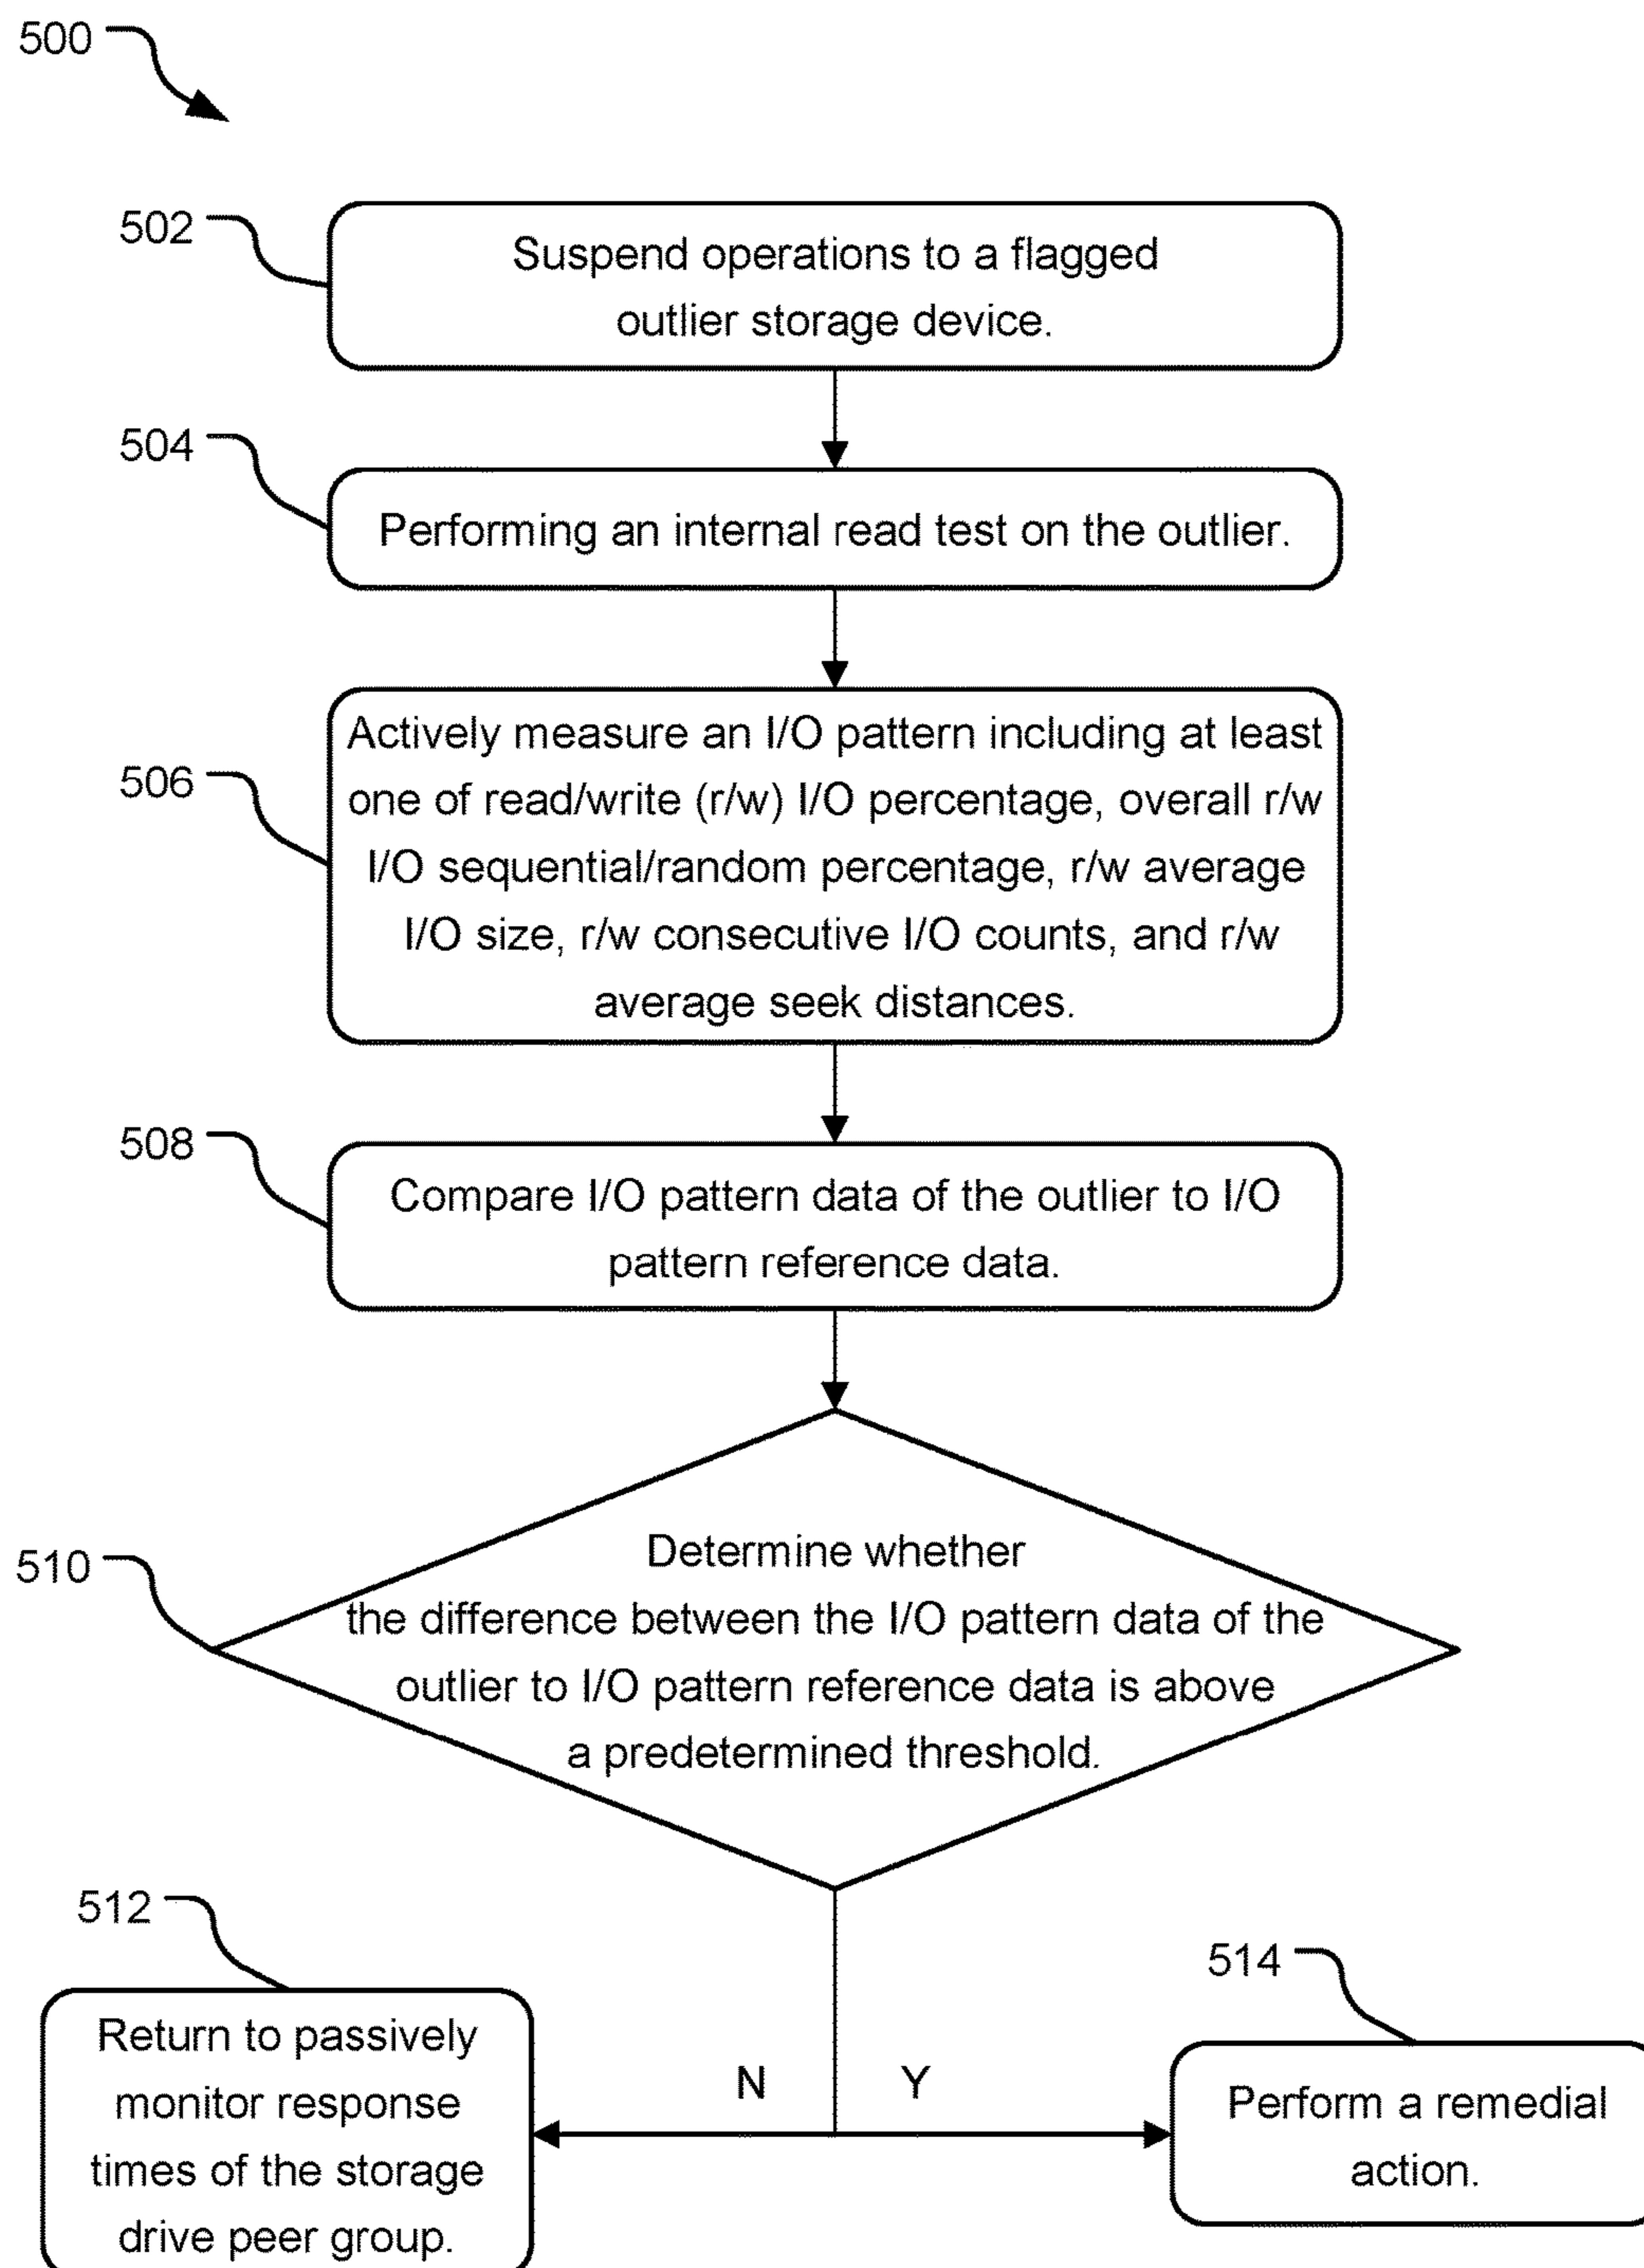 500
502
Suspend operations to a flagged
outlier storage device.
504
Performing an internal read test on the outlier.
506
Actively measure an I/O pattern including at least
one of read/write (r/w) I/O percentage, overall r/w
I/O sequential/random percentage, r/w average
I/O size, r/w consecutive I/O counts, and r/w
average seek distances.
508
Compare I/O pattern data of the outlier to I/O
pattern reference data.
510
Determine whether
the difference between the I/O pattern data of the
outlier to I/O pattern reference data is above
a predetermined threshold.
512
Return to passively
monitor response
times of the storage
drive peer group.
N
Y
514
Perform a remedial
action.